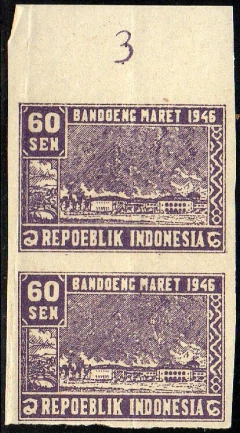 3
BANDOENG MARET 1946
60
SEN.
REPOEBLIK INDONESIA
BANDOENG MARET 1946
60
SEN.
REPOEBLIK INDONESIA